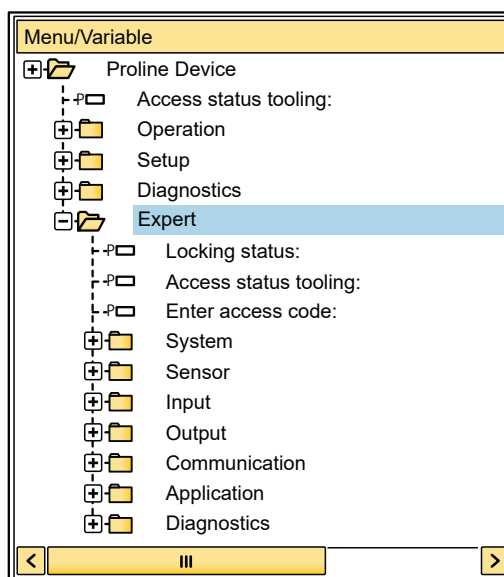 Menu/Variable
Proline Device
P Access status tooling:
Operation
Setup
Diagnostics
Expert
P Locking status:
P Access status tooling:
P Enter access code:
System
Sensor
Input
Output
Communication
Application
Diagnostics